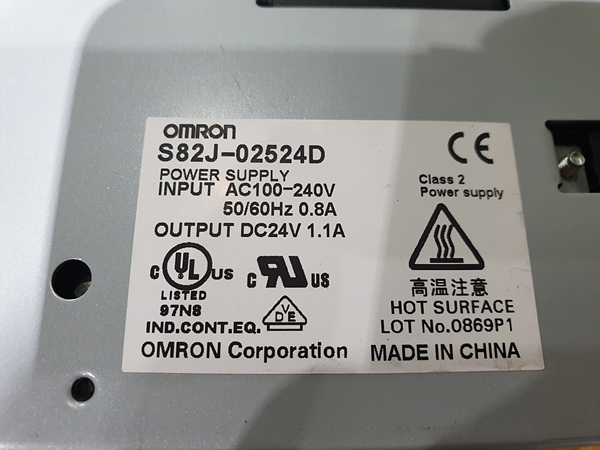 OMRON
S82J-02524D
POWER SUPPLY
INPUT AC100-240V
50/60Hz 0.8A
OUTPUT DC24V 1.1A
CE
Class 2
Power supply
C UL US
LISTED
97N8
IND.CONT.EQ.
C RU US
VDE
高温注意
HOT SURFACE
LOT No.0869P1
OMRON Corporation
MADE IN CHINA